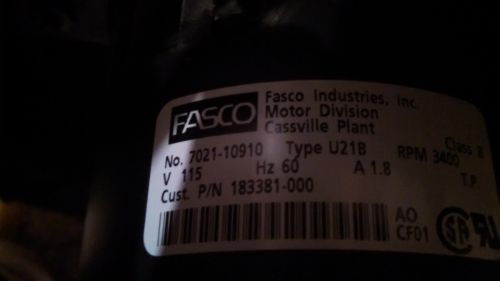 FASCO
Fasco Industries, Inc.
Motor Division
Cassville Plant
No. 7021-10910 Type U21B RPM 3400 Class B
V 115 Hz 60 A 1.8 T.P
Cust. P/N 183381-000
AO
CF01